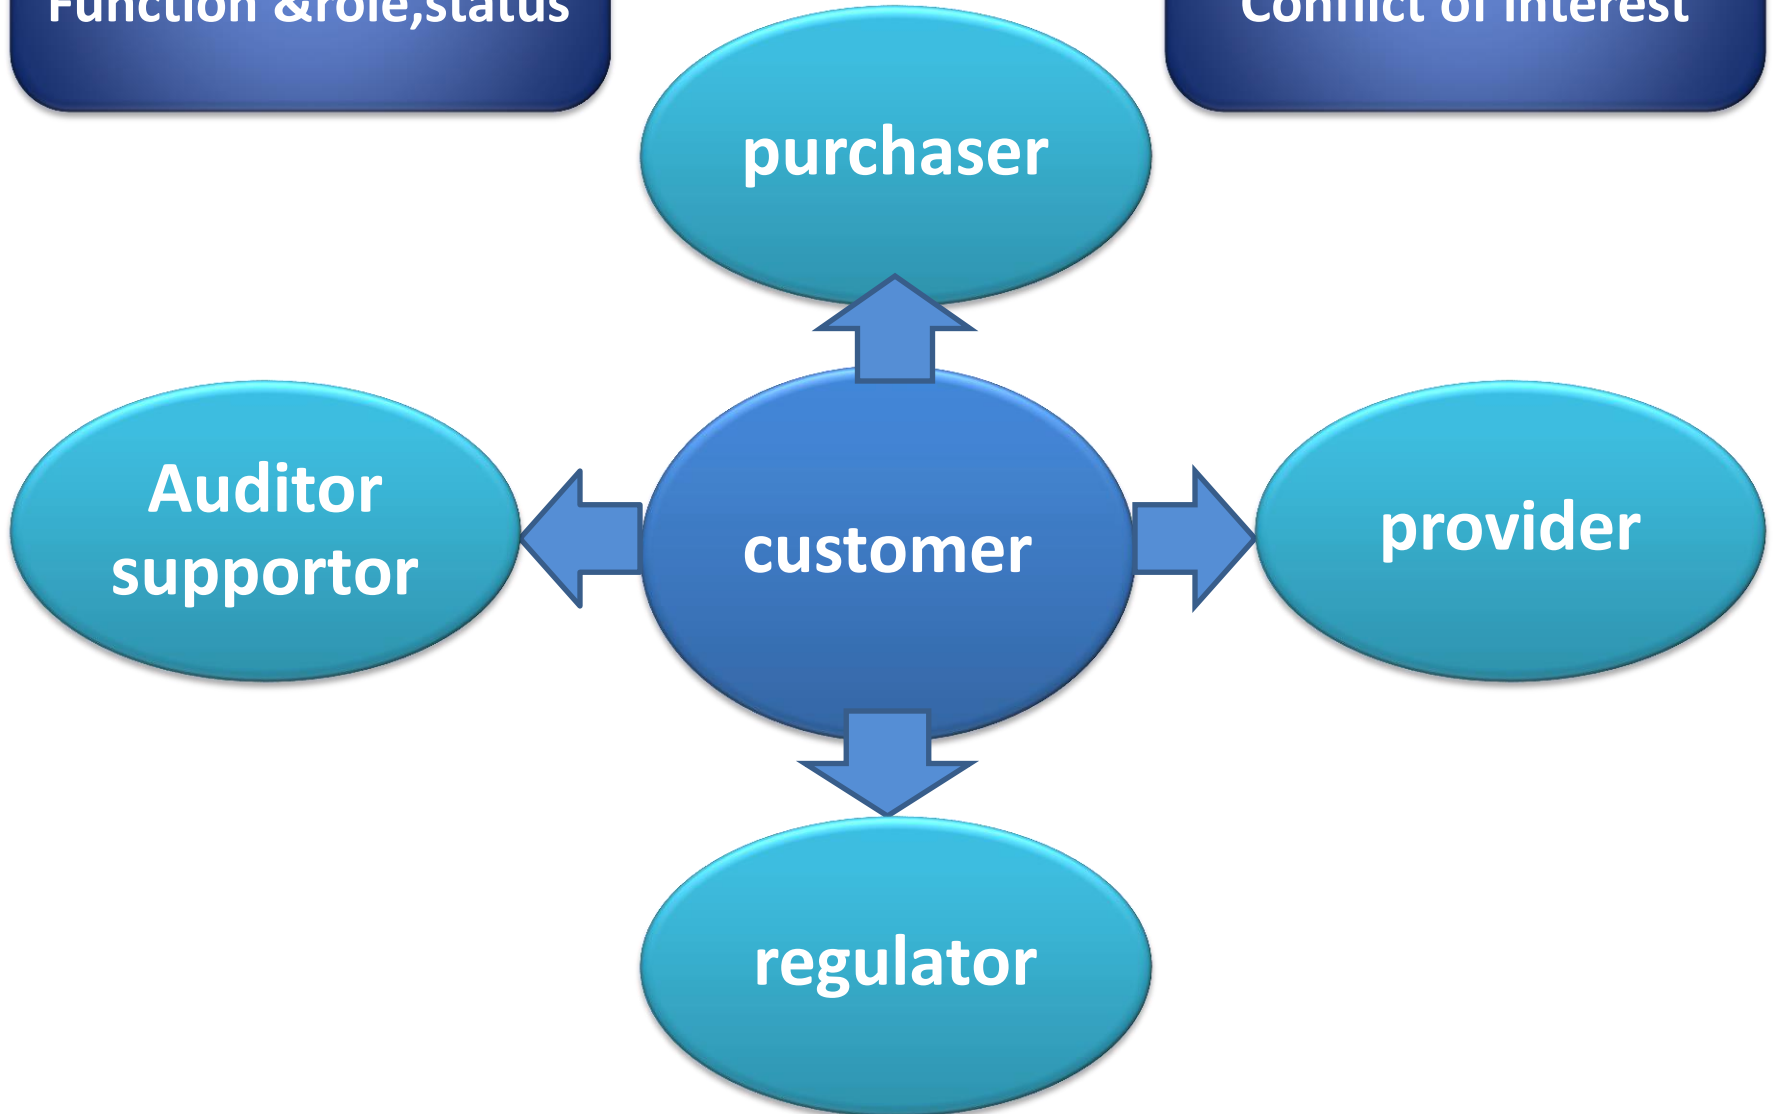 Function &role,status
Conflict of Interest
purchaser
Auditor
supportor
customer
provider
regulator